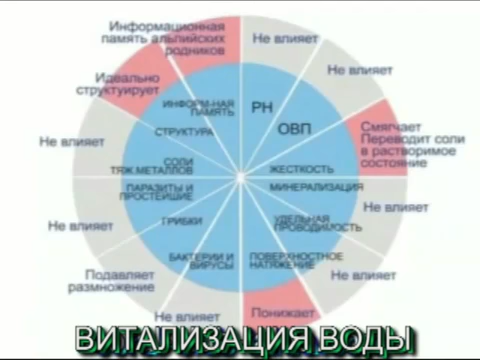 Информационная
память альпийских
родников
Не влияет
Не влияет
Идеально
структурирует
ИНФОРМ-НАЯ
ПАМЯТЬ
PH
ОВП
Смягчает
Переводит соли
в растворимое
состояние
СТРУКТУРА
Не влияет
СОЛИ
ТЯЖ.МЕТАЛЛОВ
ЖЕСТКОСТЬ
ПАРАЗИТЫ И
ПРОСТЕЙШИЕ
МИНЕРАЛИЗАЦИЯ
Не влияет
ГРИБКИ
УДЕЛЬНАЯ
ПРОВОДИМОСТЬ
Не влияет
БАКТЕРИИ И
ВИРУСЫ
ПОВЕРХНОСТНОЕ
НАТЯЖЕНИЕ
Не влияет
Подавляет
размножение
Не влияет
Понижает
ВИТАЛИЗАЦИЯ ВОДЫ